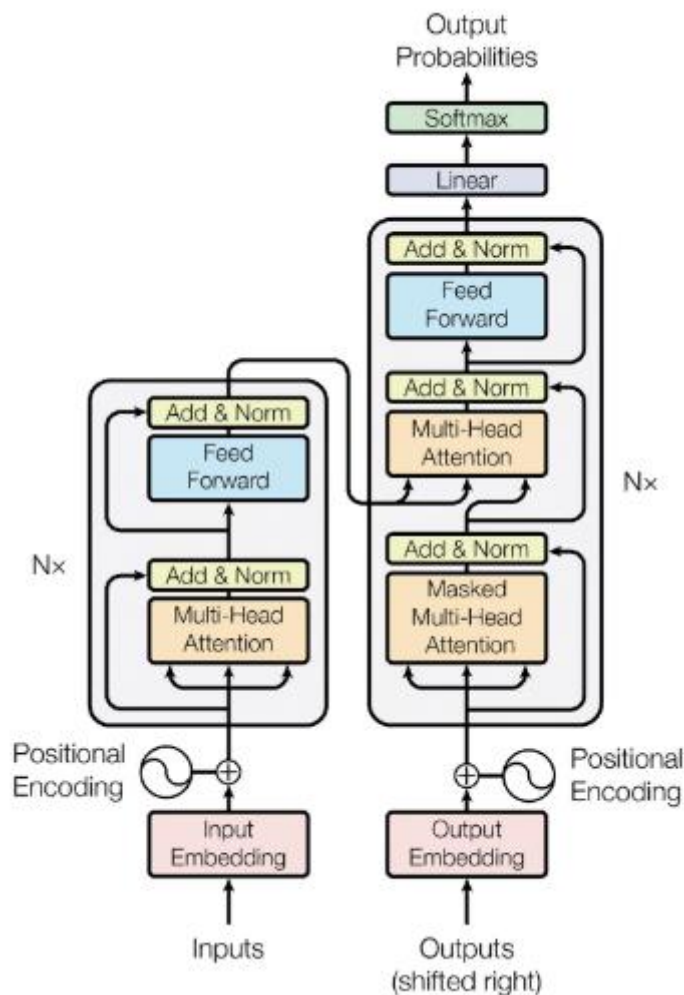 Output
Probabilities
Softmax
Linear
Add & Norm
Feed
Forward
Add & Norm
Multi-Head
Attention
Add & Norm
Masked
Multi-Head
Attention
N×
Add & Norm
Feed
Forward
Add & Norm
Multi-Head
Attention
N×
Positional
Encoding
Positional
Encoding
Input
Embedding
Output
Embedding
Inputs
Outputs
(shifted right)